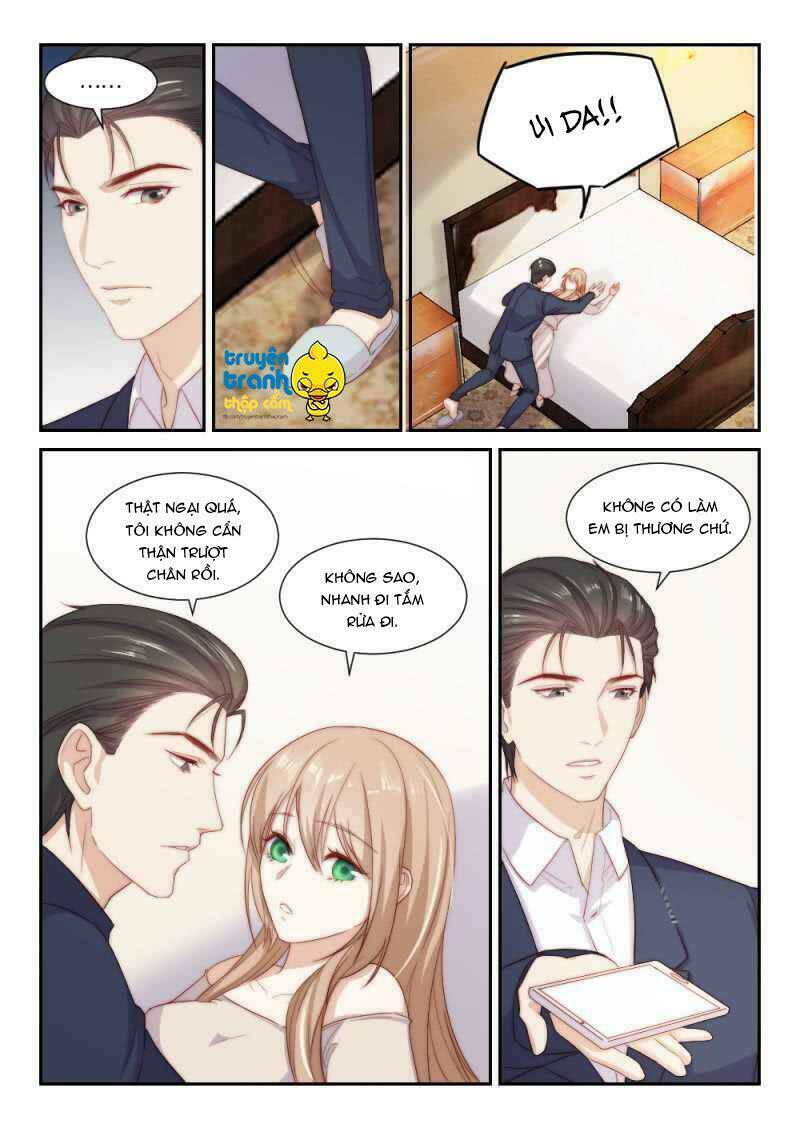 ......
UI DA!!
truyện
tranh
thập cẩm
THẬT NGẠI QUÁ,
TÔI KHÔNG CẨN
THẬN TRƯỢT
CHÂN RỒI.
KHÔNG SAO,
NHANH ĐI TẮM
RỬA ĐI.
KHÔNG CÓ LÀM
EM BỊ THƯƠNG CHỨ.